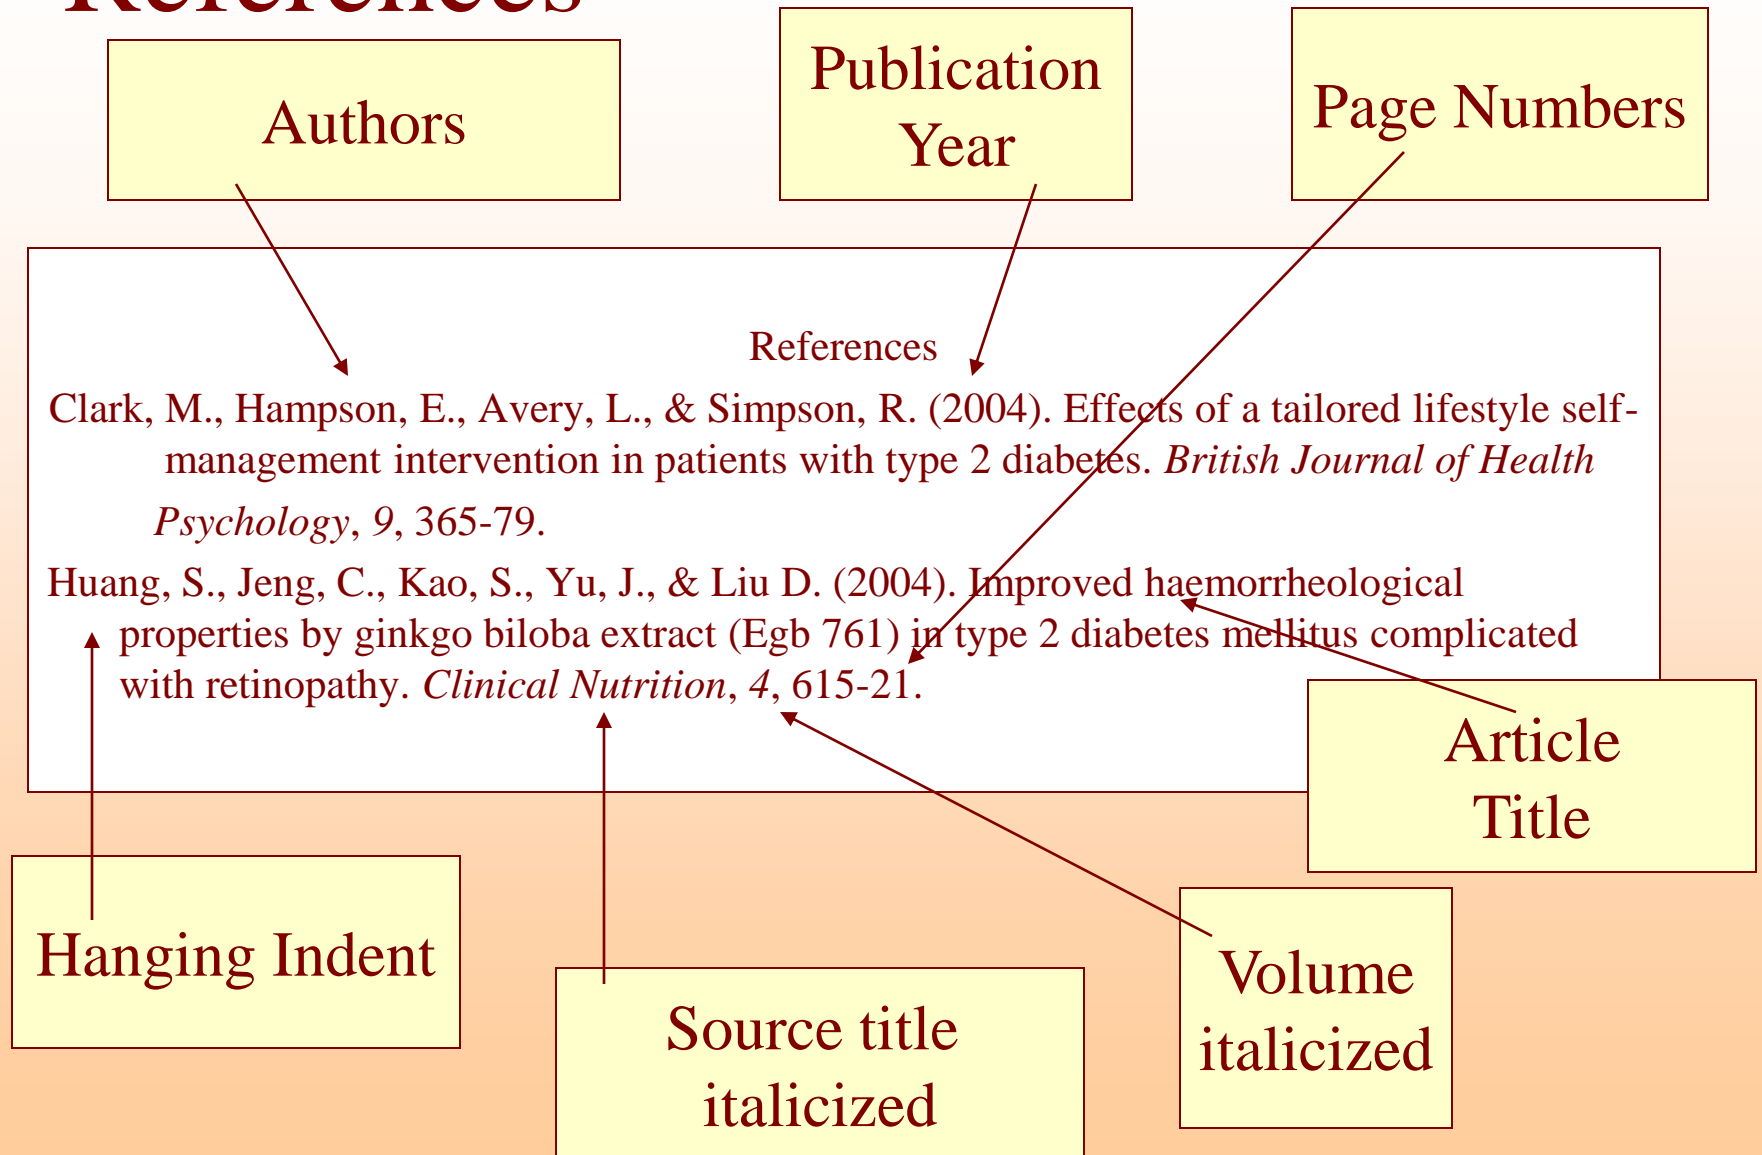 References
Authors
Publication
Year
Page Numbers
References
Clark, M., Hampson, E., Avery, L., & Simpson, R. (2004). Effects of a tailored lifestyle self-
management intervention in patients with type 2 diabetes. British Journal of Health
Psychology, 9, 365-79.
Huang, S., Jeng, C., Kao, S., Yu, J., & Liu D. (2004). Improved haemorrheological
properties by ginkgo biloba extract (Egb 761) in type 2 diabetes mellitus complicated
with retinopathy. Clinical Nutrition, 4, 615-21.
Article
Title
Hanging Indent
Source title
italicized
Volume
italicized